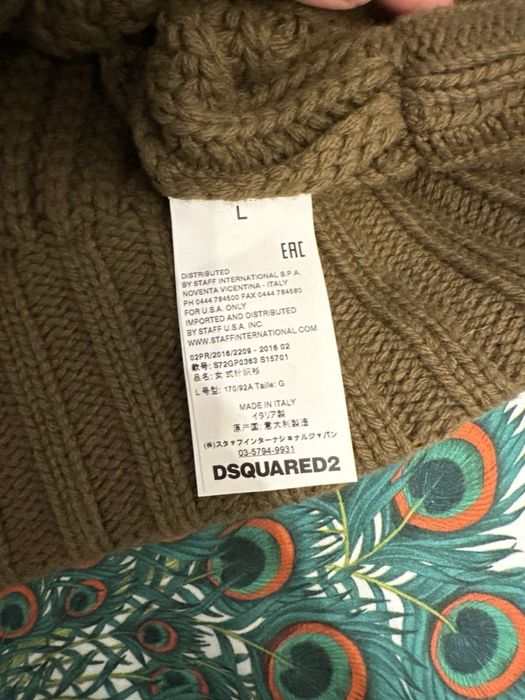 L
EAC
DISTRIBUTED
BY STAFF INTERNATIONAL S.P.A.
NOVENTA VICENTINA - ITALY
PH 0444 784500 FAX 0444 784580
FOR U.S.A. ONLY
IMPORTED AND DISTRIBUTED
BY STAFF U.S.A. INC.
WWW.STAFFINTERNATIONAL.COM
02PR/2016/2209 - 2016 02
款号: S72GP0363 S15701
品名: 女式针织衫
L 号型: 170/92A Taille: G
MADE IN ITALY
イタリア製
原产国: 意大利製造
(株)スタッフインターナショナルジャパン
03-5794-9931
DSQUARED2